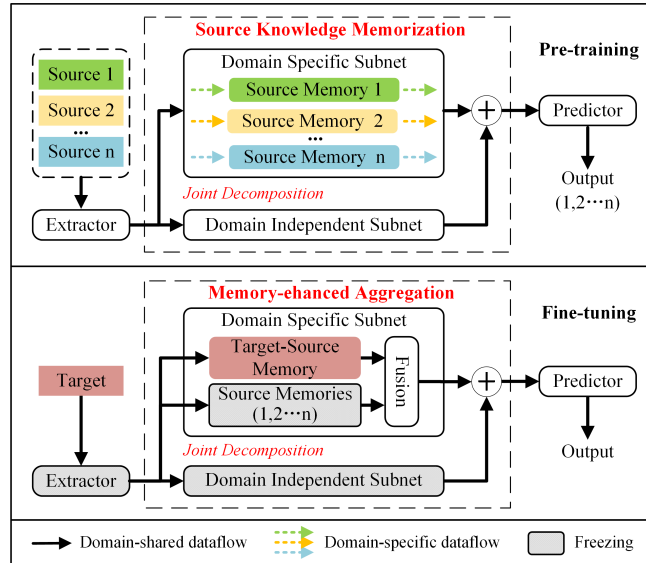 Source Knowledge Memorization
Pre-training
Source 1
Source 2
...
Source n
Domain Specific Subnet
Source Memory 1
Source Memory 2
...
Source Memory n
Predictor
Output
(1,2···n)
Joint Decomposition
Extractor
Domain Independent Subnet
Memory-ehanced Aggregation
Fine-tuning
Domain Specific Subnet
Target-Source
Memory
Source Memories
(1,2···n)
Fusion
Target
Predictor
Output
Joint Decomposition
Extractor
Domain Independent Subnet
Domain-shared dataflow
Domain-specific dataflow
Freezing